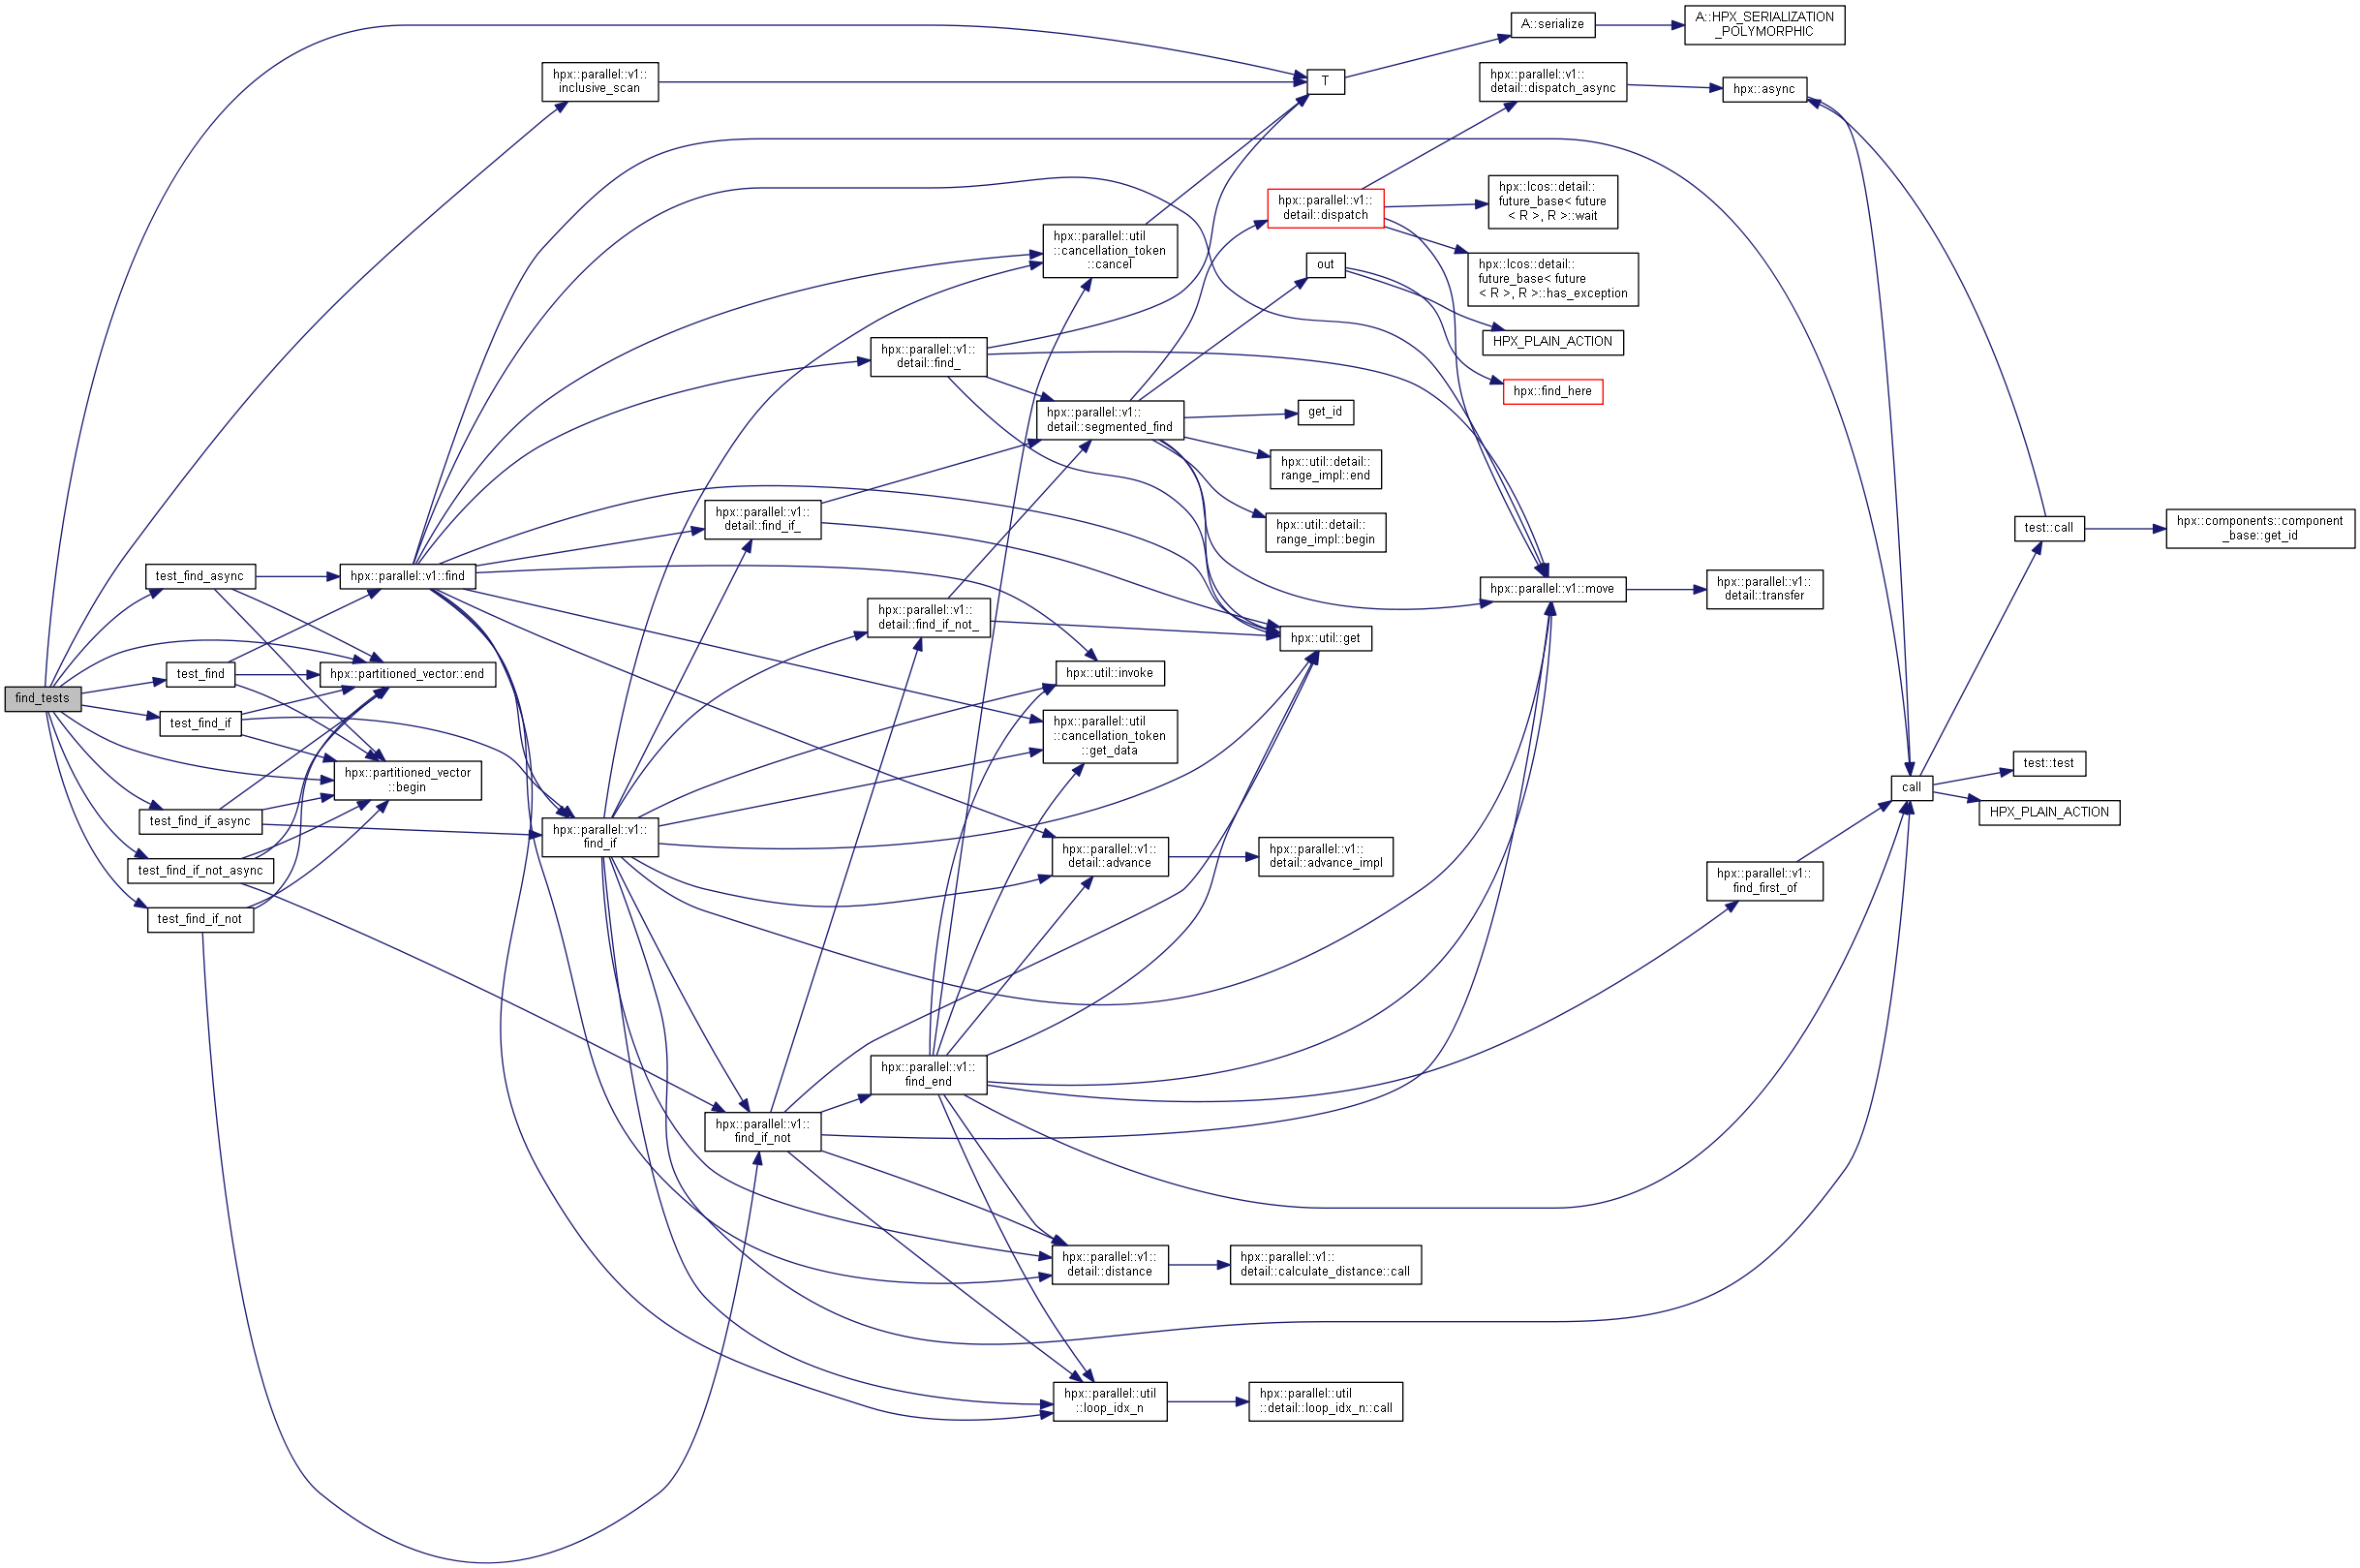 find_tests
test_find_async
test_find
test_find_if
test_find_if_async
test_find_if_not_async
test_find_if_not
hpx::parallel::v1::find
hpx::partitioned_vector::end
hpx::partitioned_vector
::begin
hpx::parallel::v1::
inclusive_scan
hpx::parallel::v1::
find_if
hpx::parallel::v1::
detail::find_if_
hpx::parallel::v1::
find_if_not
hpx::parallel::v1::
detail::find_
hpx::parallel::v1::
detail::find_if_not_
hpx::parallel::v1::
find_end
hpx::parallel::util
::cancellation_token
::cancel
hpx::parallel::v1::
detail::segmented_find
hpx::util::invoke
hpx::parallel::util
::cancellation_token
::get_data
hpx::parallel::v1::
detail::advance
hpx::parallel::v1::
detail::distance
hpx::parallel::util
::loop_idx_n
T
hpx::parallel::v1::
detail::dispatch
out
get_id
hpx::util::detail::
range_impl::end
hpx::util::detail::
range_impl::begin
hpx::util::get
hpx::parallel::v1::
detail::advance_impl
hpx::parallel::v1::
detail::calculate_distance::call
hpx::parallel::util
::detail::loop_idx_n::call
A::serialize
hpx::parallel::v1::
detail::dispatch_async
hpx::lcos::detail::
future_base< future
< R >, R >::wait
hpx::lcos::detail::
future_base< future
< R >, R >::has_exception
HPX_PLAIN_ACTION
hpx::find_here
hpx::parallel::v1::move
A::HPX_SERIALIZATION
_POLYMORPHIC
hpx::async
hpx::parallel::v1::
detail::transfer
hpx::parallel::v1::
find_first_of
call
test::call
test::test
HPX_PLAIN_ACTION
hpx::components::component
_base::get_id